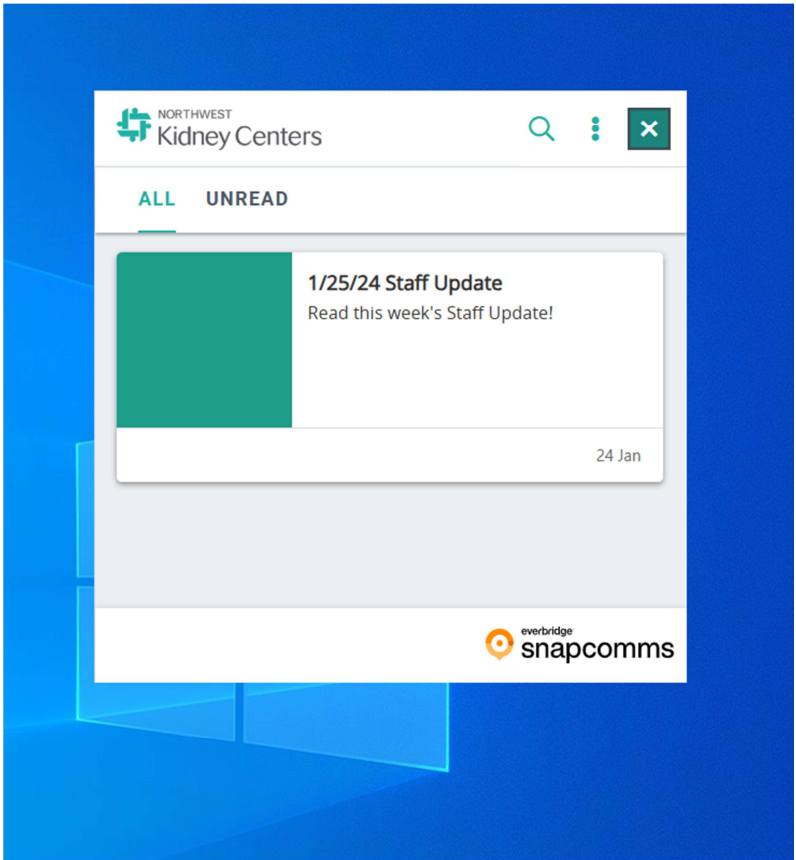 NORTHWEST
Kidney Centers
ALL UNREAD
1/25/24 Staff Update
Read this week's Staff Update!
24 Jan
everbridge
snapcomms